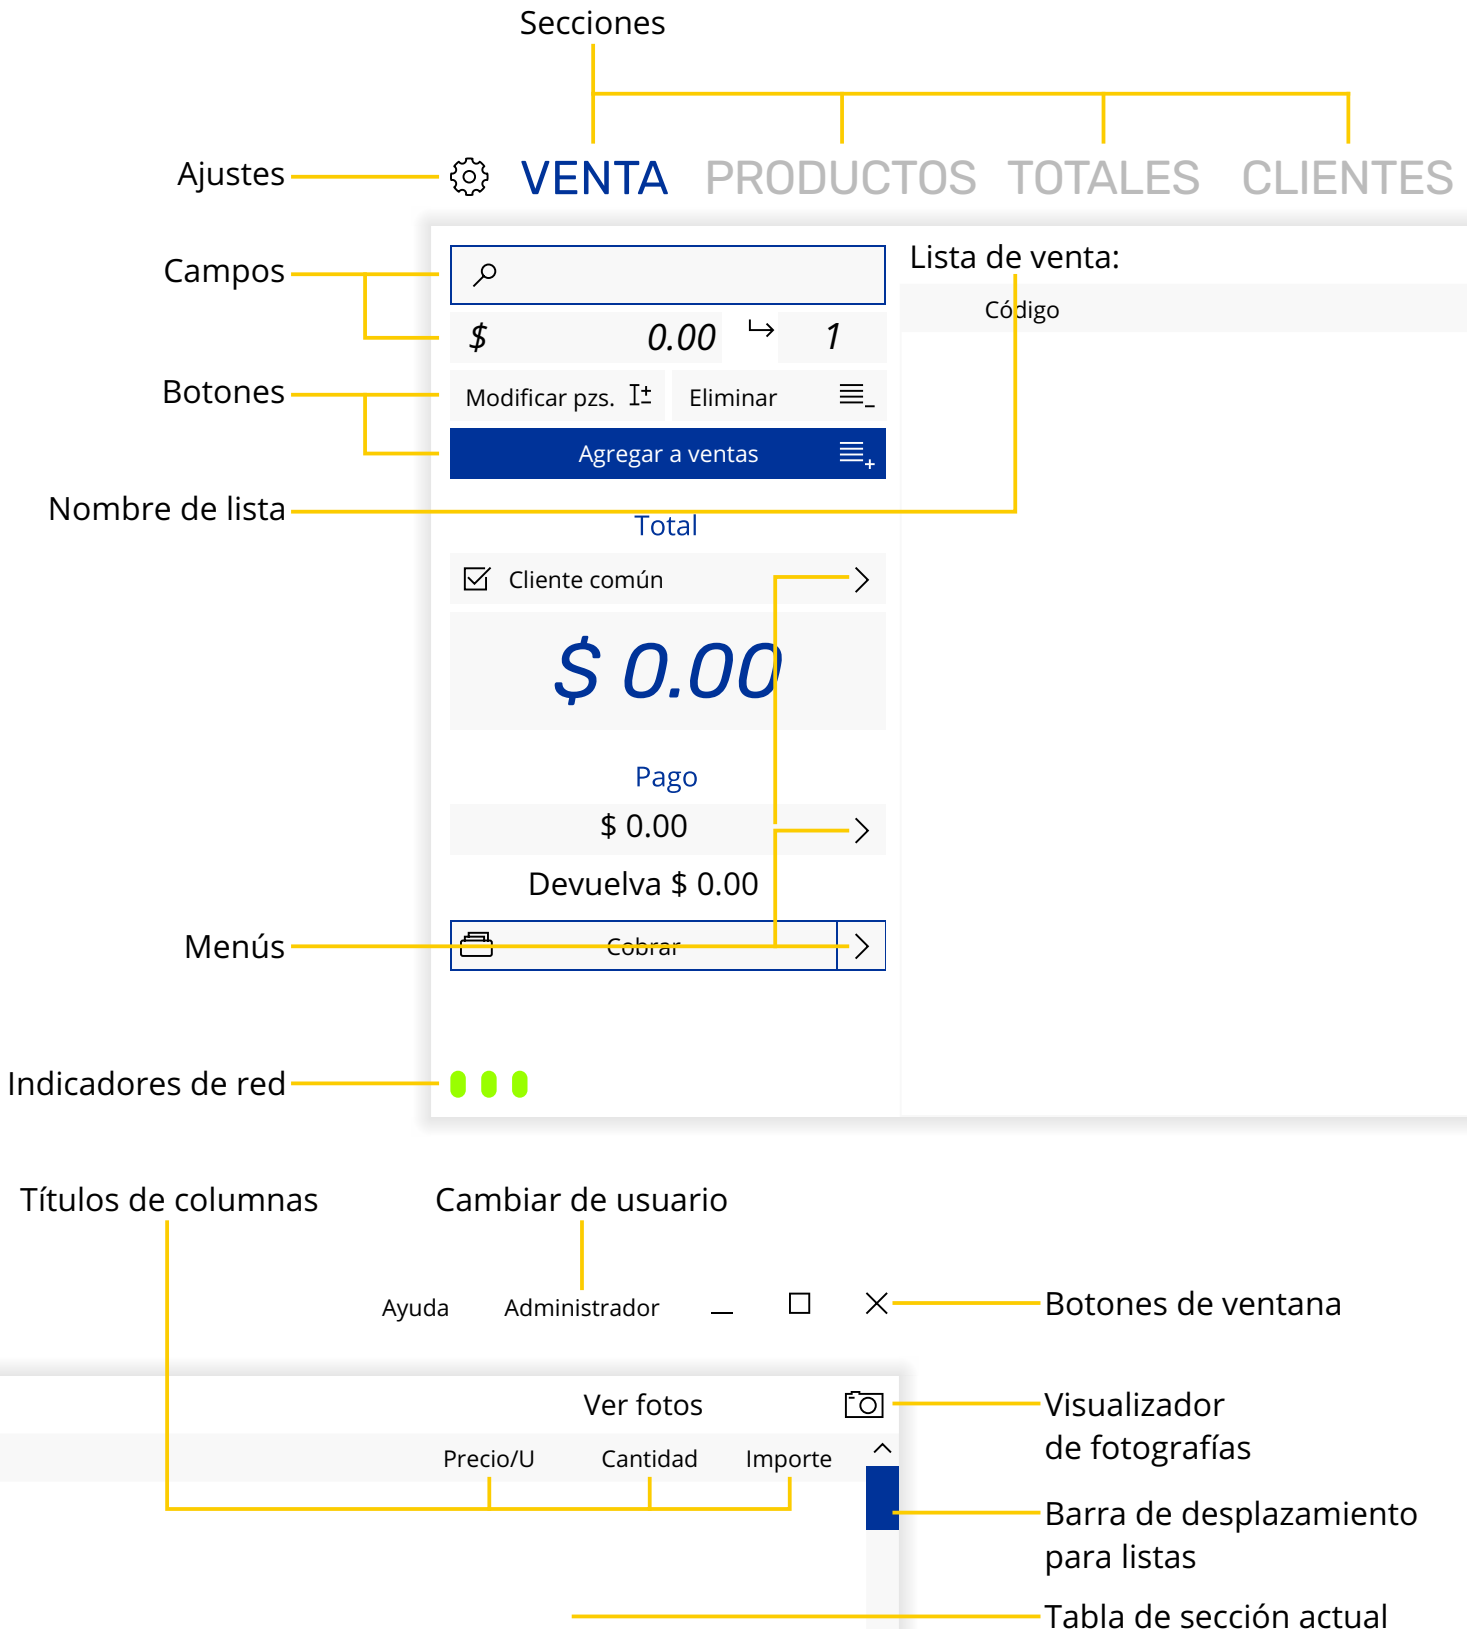 Secciones
Ajustes
VENTA PRODUCTOS TOTALES CLIENTES
Campos
Lista de venta:
Código
$ 0.00 1
Botones
Modificar pzs. Eliminar
Agregar a ventas
Nombre de lista
Total
Cliente común
$ 0.00
Pago
$ 0.00
Devuelva $ 0.00
Menús
Cobrar
Indicadores de red
Títulos de columnas Cambiar de usuario
Ayuda Administrador
Botones de ventana
Ver fotos
Visualizador
de fotografías
Precio/U Cantidad Importe
Barra de desplazamiento
para listas
Tabla de sección actual